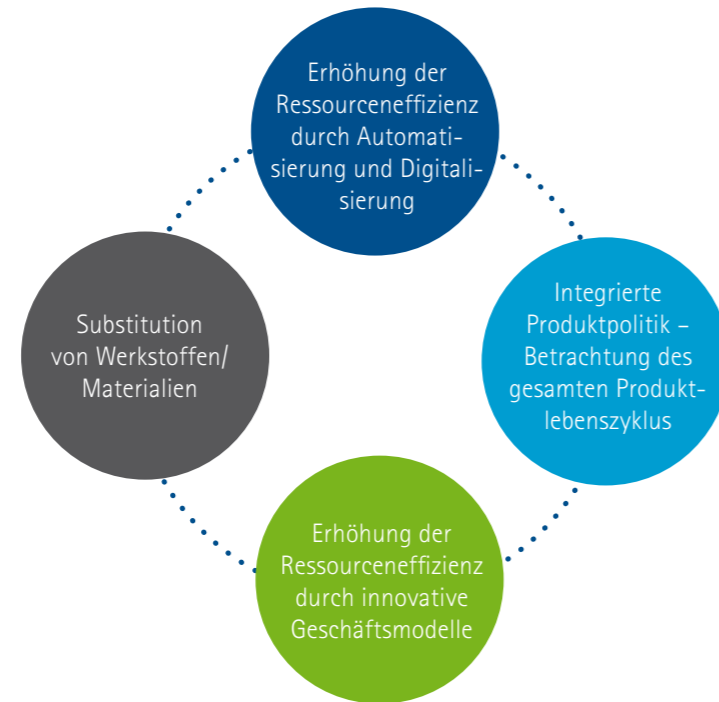 Erhöhung der
Ressourceneffizienz
durch Automati-
sierung und Digitali-
sierung
Integrierte
Produktpolitik –
Betrachtung des
gesamten Produkt-
lebenszyklus
Substitution
von Werkstoffen/
Materialien
Erhöhung der
Ressourceneffizienz
durch innovative
Geschäftsmodelle